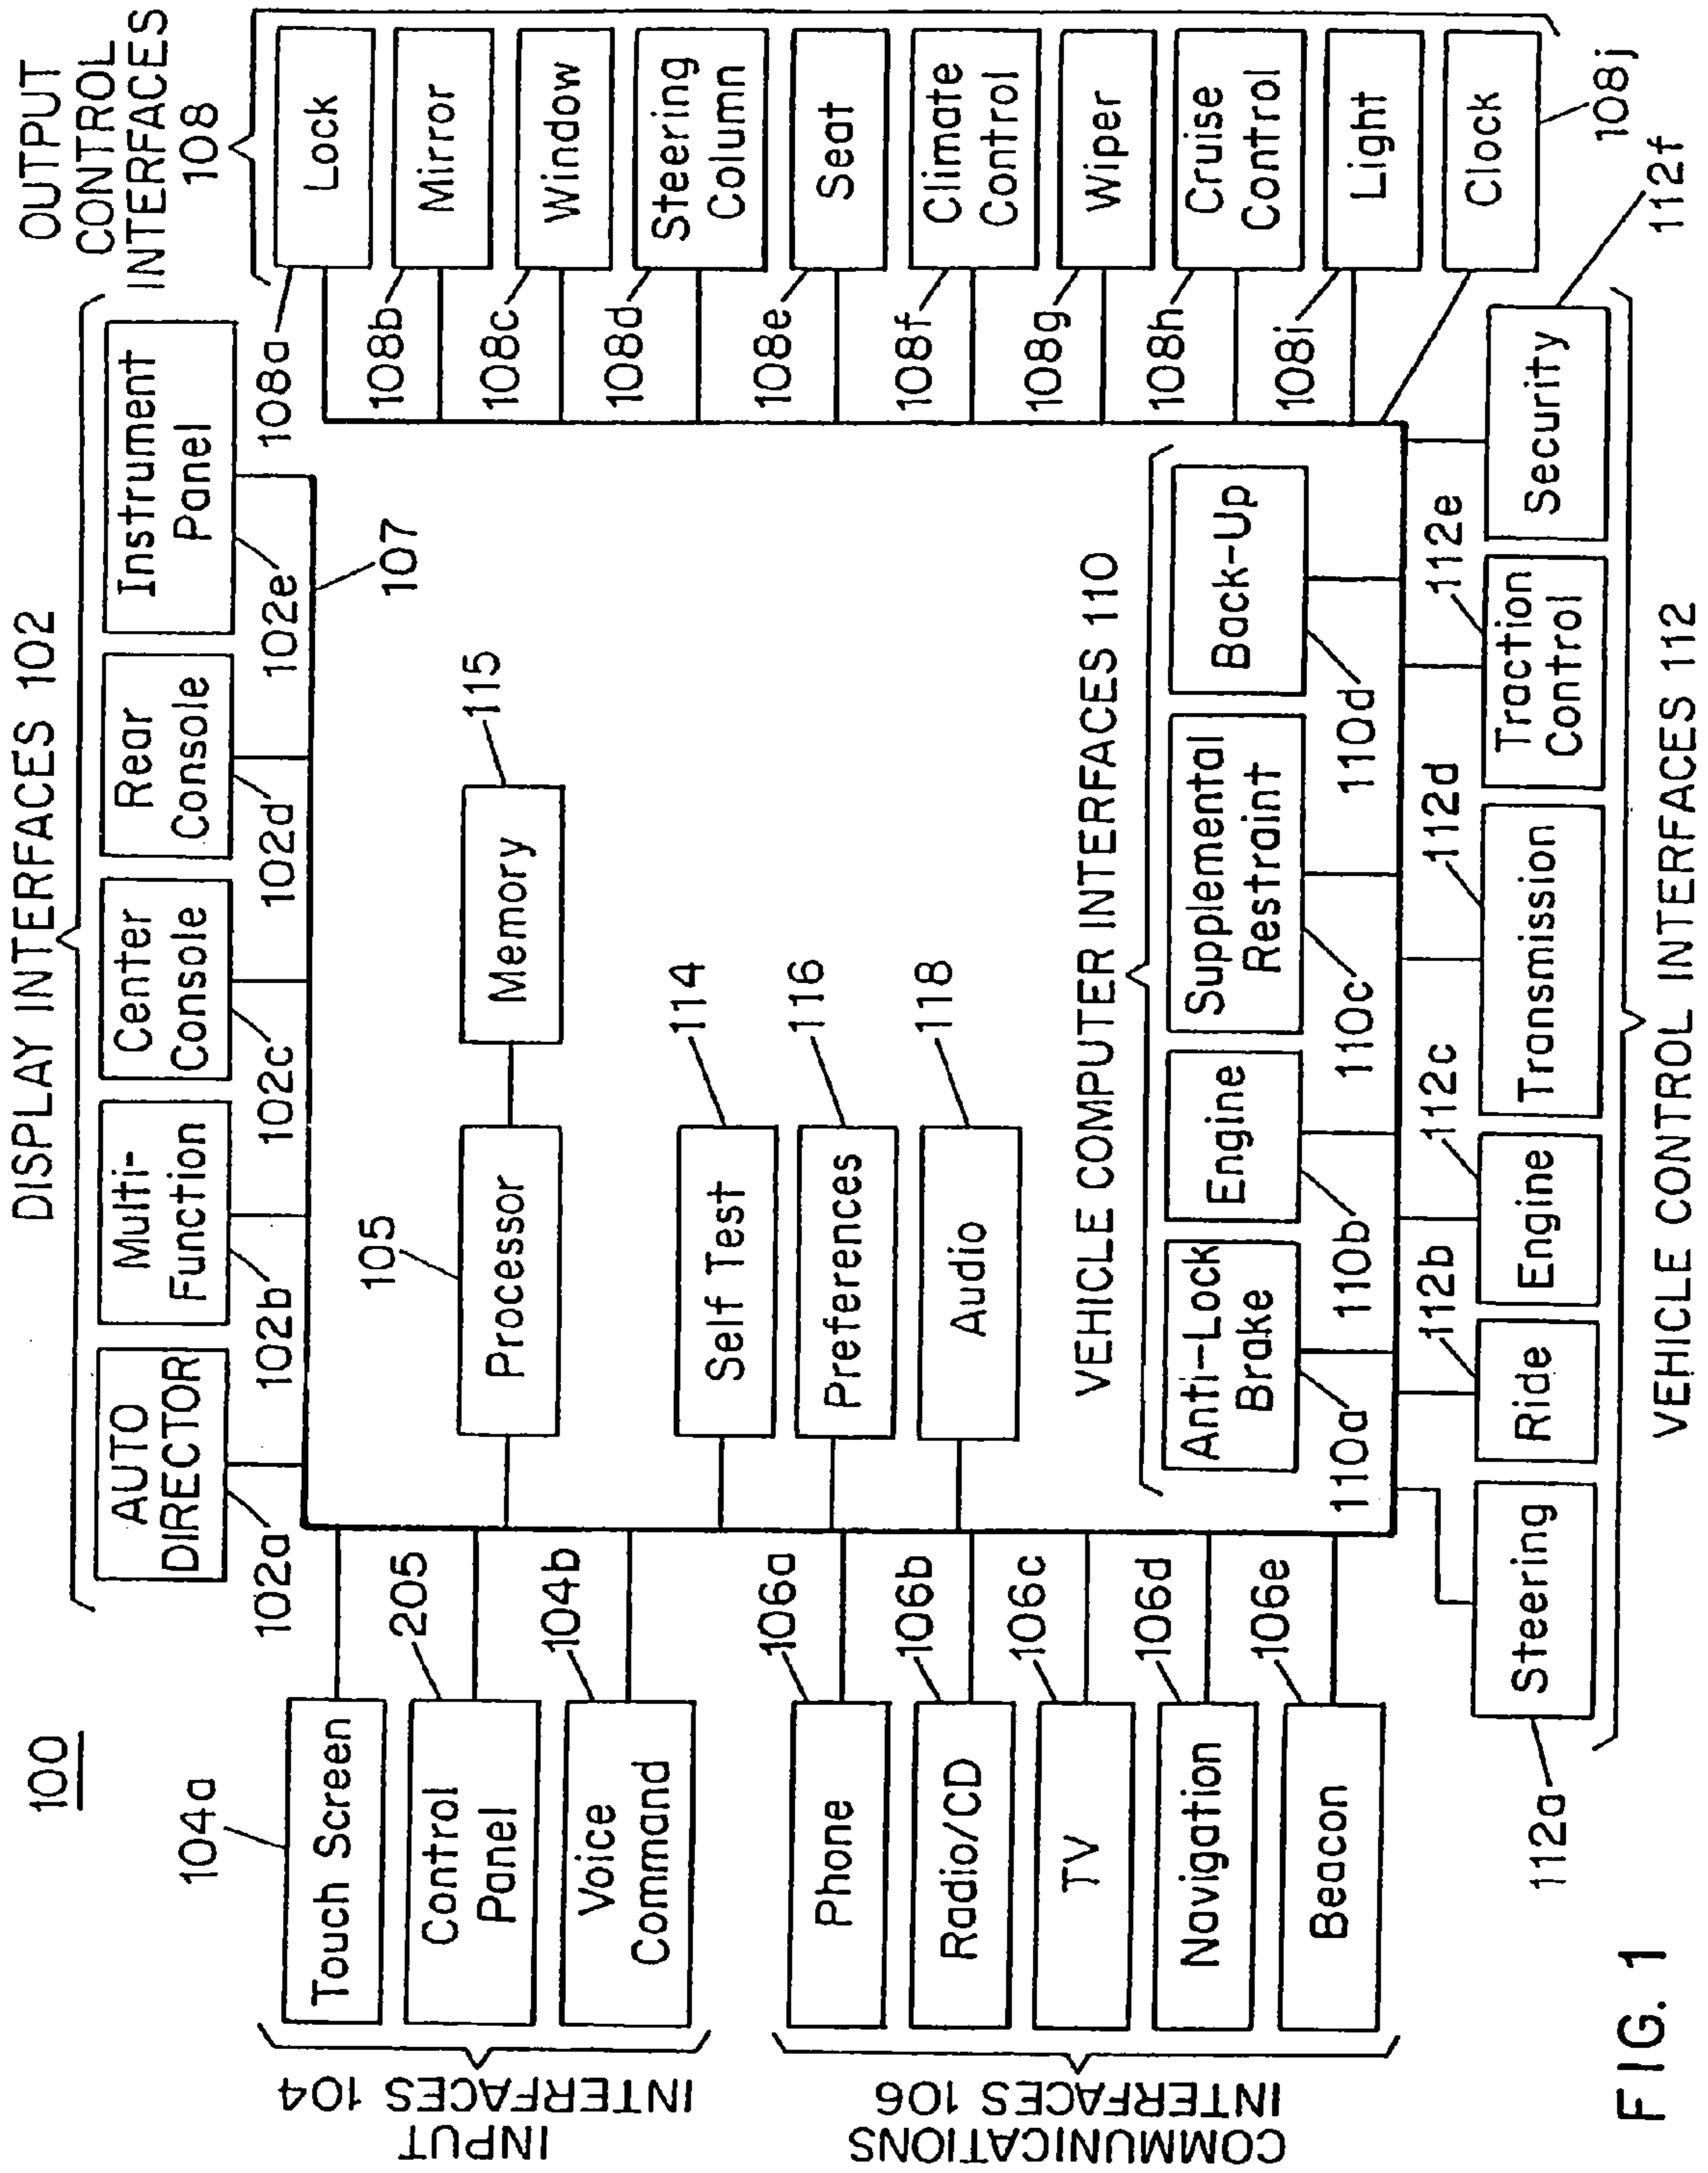 100
DISPLAY INTERFACES 102
AUTO
DIRECTOR
102a
Multi-
Function
102b
Center
Console
102c
Rear
Console
102d
Instrument
Panel
102e
107
OUTPUT
CONTROL
INTERFACES
108
Lock
108a
Mirror
108b
Window
108c
Steering
Column
108d
Seat
108e
Climate
Control
108f
Wiper
108g
Cruise
Control
108h
Light
108i
Clock
108j
INPUT
INTERFACES 104
104a
Touch Screen
Control
Panel
205
Voice
Command
104b
COMMUNICATIONS
INTERFACES 106
Phone
106a
Radio/CD
106b
TV
106c
Navigation
106d
Beacon
106e
105
Processor
Memory
115
Self Test
114
Preferences
116
Audio
118
VEHICLE COMPUTER INTERFACES 110
Anti-Lock
Brake
110a
Engine
110b
Supplemental
Restraint
110c
Back-Up
110d
Steering
112a
Ride
112b
Engine
112c
Transmission
112d
Traction
Control
112e
Security
112f
VEHICLE CONTROL INTERFACES 112
FIG. 1